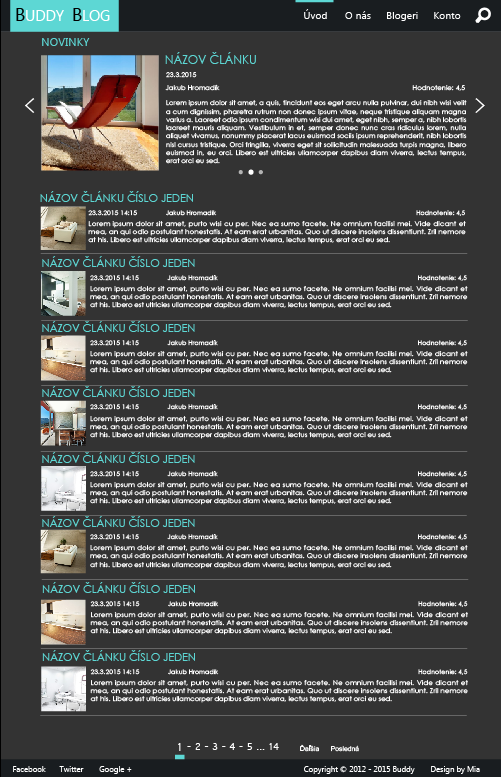 BUDDY BLOG
Úvod O nás Blogeri Konto
NOVINKY
NÁZOV ČLÁNKU
23.3.2015
Jakub Hromadík Hodnotenie: 4,5
Lorem ipsum dolor sit amet, a quis, tincidunt eos eget arcu nulla pulvinar, dui nibh wisi velit
a cum dignissim, pharetra rutrum non donec ipsum vitae, neque tristique aliquam magna
varius a. Laoreet odio ipsum condimentum wisi dui amet, eget nibh, semper a, nibh lobortis
laoreet mauris aliquam. Vestibulum in et, semper donec nunc cras ridiculus lorem, nulla
aliquet vivamus, nonummy placerat lacus euismod sociis ipsum reprehenderit, nibh lobortis
nisi cursus tristique. Orci fringilla, viverra eget sit sollicitudin malesuada turpis magna, libero
euismod in, eu orci. Libero est ultricies ullamcorper dapibus diam viverra, lectus tempus,
erat orci eu sed.
NÁZOV ČLÁNKU ČÍSLO JEDEN
23.3.2015 14:15 Jakub Hromadík Hodnotenie: 4,5
Lorem ipsum dolor sit amet, purto wisi cu per. Nec ea sumo facete. Ne omnium facilisi mei. Vide dicant et
mea, an qui odio postulant honestatis. At eam erat urbanitas. Quo ut discere insolens dissentiunt. Zril nemore
at his. Libero est ultricies ullamcorper dapibus diam viverra, lectus tempus, erat orci eu sed.
NÁZOV ČLÁNKU ČÍSLO JEDEN
23.3.2015 14:15 Jakub Hromadík Hodnotenie: 4,5
Lorem ipsum dolor sit amet, purto wisi cu per. Nec ea sumo facete. Ne omnium facilisi mei. Vide dicant et
mea, an qui odio postulant honestatis. At eam erat urbanitas. Quo ut discere insolens dissentiunt. Zril nemore
at his. Libero est ultricies ullamcorper dapibus diam viverra, lectus tempus, erat orci eu sed.
NÁZOV ČLÁNKU ČÍSLO JEDEN
23.3.2015 14:15 Jakub Hromadík Hodnotenie: 4,5
Lorem ipsum dolor sit amet, purto wisi cu per. Nec ea sumo facete. Ne omnium facilisi mei. Vide dicant et
mea, an qui odio postulant honestatis. At eam erat urbanitas. Quo ut discere insolens dissentiunt. Zril nemore
at his. Libero est ultricies ullamcorper dapibus diam viverra, lectus tempus, erat orci eu sed.
NÁZOV ČLÁNKU ČÍSLO JEDEN
23.3.2015 14:15 Jakub Hromadík Hodnotenie: 4,5
Lorem ipsum dolor sit amet, purto wisi cu per. Nec ea sumo facete. Ne omnium facilisi mei. Vide dicant et
mea, an qui odio postulant honestatis. At eam erat urbanitas. Quo ut discere insolens dissentiunt. Zril nemore
at his. Libero est ultricies ullamcorper dapibus diam viverra, lectus tempus, erat orci eu sed.
NÁZOV ČLÁNKU ČÍSLO JEDEN
23.3.2015 14:15 Jakub Hromadík Hodnotenie: 4,5
Lorem ipsum dolor sit amet, purto wisi cu per. Nec ea sumo facete. Ne omnium facilisi mei. Vide dicant et
mea, an qui odio postulant honestatis. At eam erat urbanitas. Quo ut discere insolens dissentiunt. Zril nemore
at his. Libero est ultricies ullamcorper dapibus diam viverra, lectus tempus, erat orci eu sed.
NÁZOV ČLÁNKU ČÍSLO JEDEN
23.3.2015 14:15 Jakub Hromadík Hodnotenie: 4,5
Lorem ipsum dolor sit amet, purto wisi cu per. Nec ea sumo facete. Ne omnium facilisi mei. Vide dicant et
mea, an qui odio postulant honestatis. At eam erat urbanitas. Quo ut discere insolens dissentiunt. Zril nemore
at his. Libero est ultricies ullamcorper dapibus diam viverra, lectus tempus, erat orci eu sed.
NÁZOV ČLÁNKU ČÍSLO JEDEN
23.3.2015 14:15 Jakub Hromadík Hodnotenie: 4,5
Lorem ipsum dolor sit amet, purto wisi cu per. Nec ea sumo facete. Ne omnium facilisi mei. Vide dicant et
mea, an qui odio postulant honestatis. At eam erat urbanitas. Quo ut discere insolens dissentiunt. Zril nemore
at his. Libero est ultricies ullamcorper dapibus diam viverra, lectus tempus, erat orci eu sed.
NÁZOV ČLÁNKU ČÍSLO JEDEN
23.3.2015 14:15 Jakub Hromadík Hodnotenie: 4,5
Lorem ipsum dolor sit amet, purto wisi cu per. Nec ea sumo facete. Ne omnium facilisi mei. Vide dicant et
mea, an qui odio postulant honestatis. At eam erat urbanitas. Quo ut discere insolens dissentiunt. Zril nemore
at his. Libero est ultricies ullamcorper dapibus diam viverra, lectus tempus, erat orci eu sed.
1 - 2 - 3 - 4 - 5 ... 14 Ďalšia Posledná
Facebook Twitter Google + Copyright © 2012 - 2015 Buddy Design by Mia